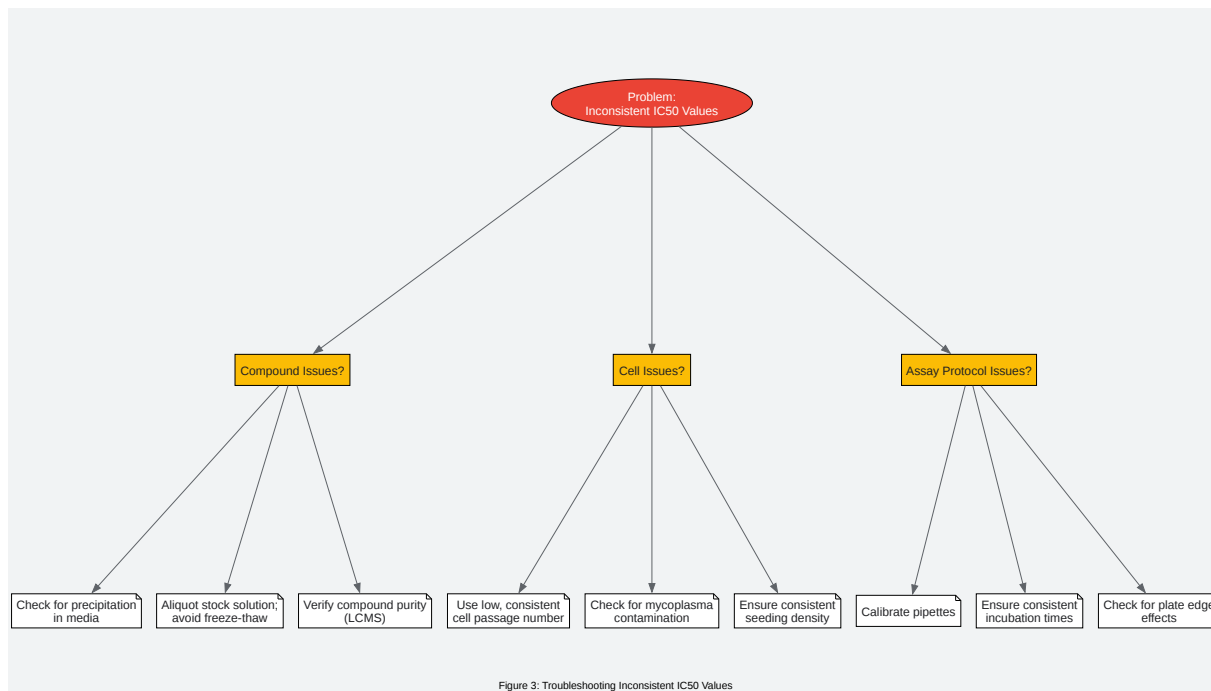 Problem:
Inconsistent IC50 Values
Compound Issues?
Cell Issues?
Assay Protocol Issues?
Check for precipitation
in media
Aliquot stock solution;
avoid freeze-thaw
Verify compound purity
(LCMS)
Use low, consistent
cell passage number
Check for mycoplasma
contamination
Ensure consistent
seeding density
Calibrate pipettes
Ensure consistent
incubation times
Check for plate edge
effects
Figure 3: Troubleshooting Inconsistent IC50 Values